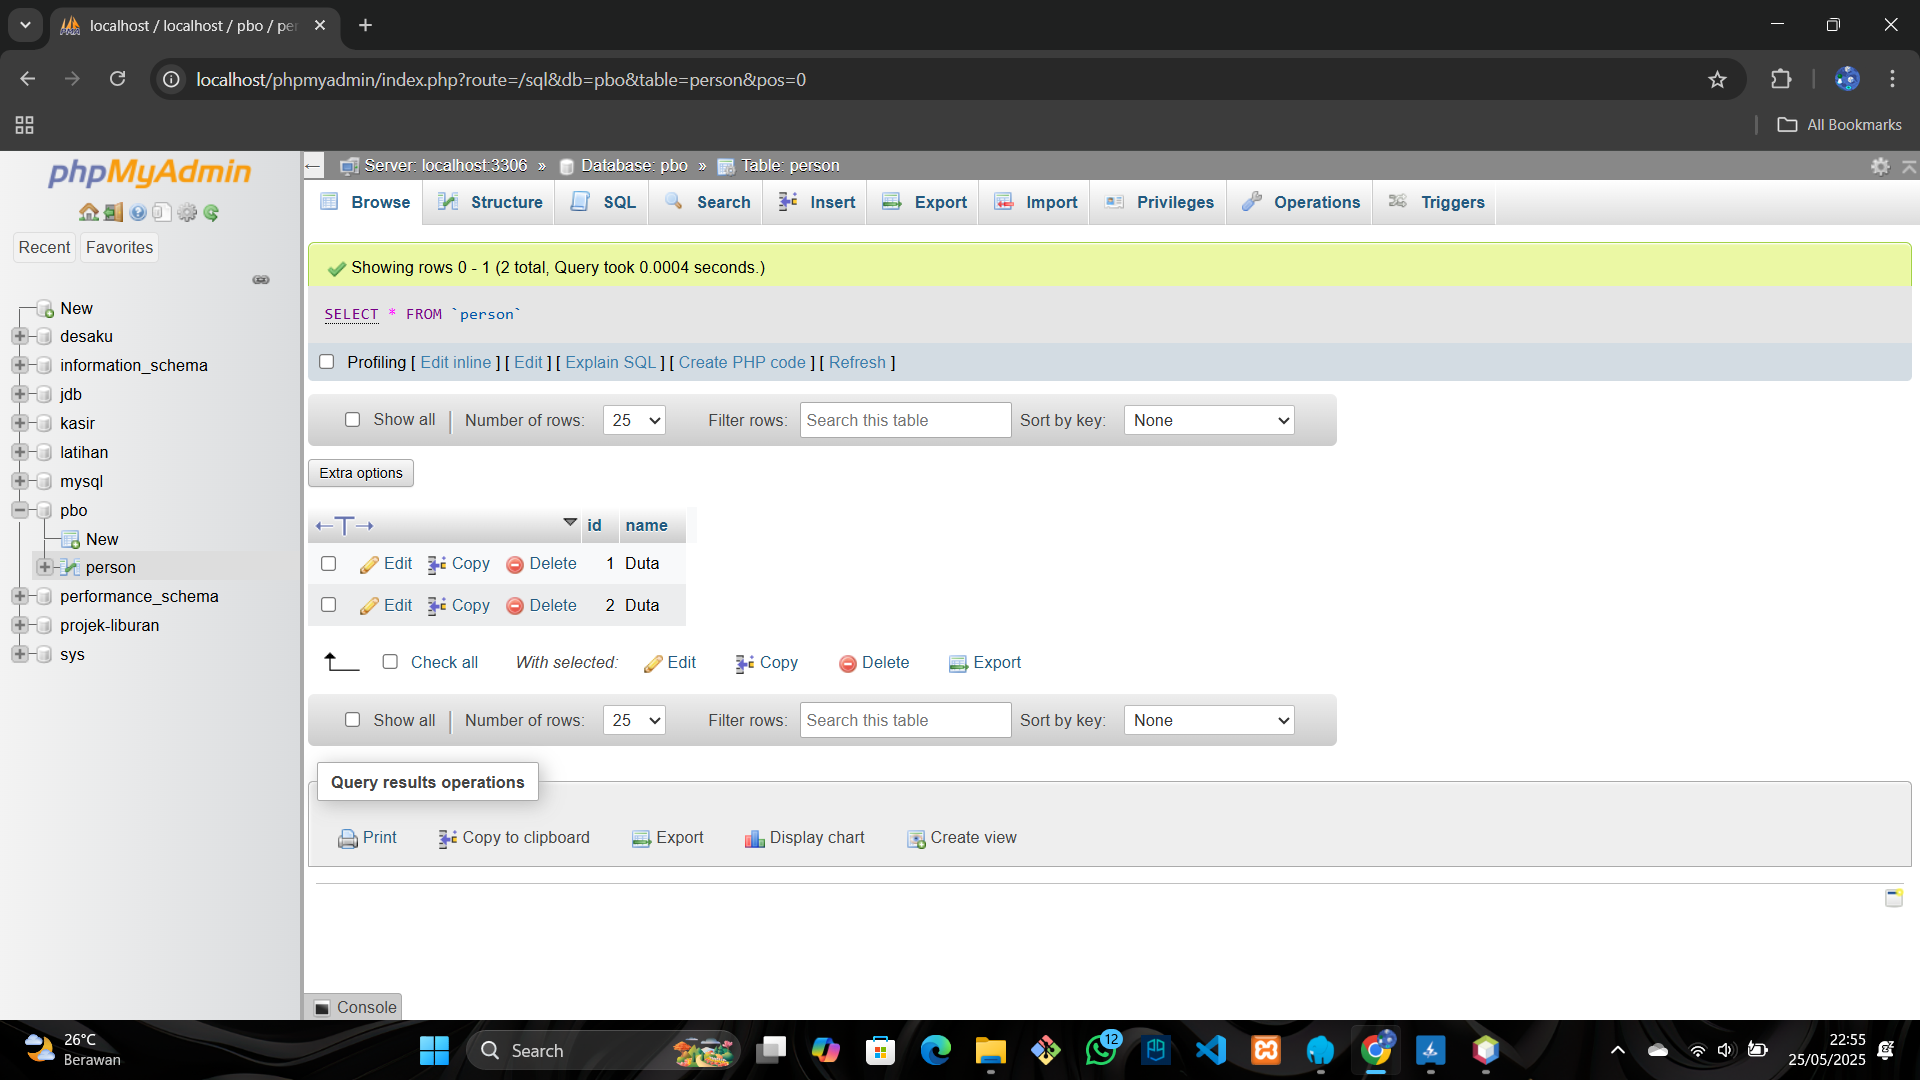 localhost / localhost / pbo / per
localhost/phpmyadmin/index.php?route=/sql&db=pbo&table=person&pos=0
All Bookmarks
phpMyAdmin
Recent
Favorites
New
desaku
information_schema
jdb
kasir
latihan
mysql
pbo
New
person
performance_schema
projek-liburan
sys
Server: localhost:3306 » Database: pbo » Table: person
Browse Structure SQL Search Insert Export Import Privileges Operations Triggers
Showing rows 0 - 1 (2 total, Query took 0.0004 seconds.)
SELECT * FROM `person`
Profiling [ Edit inline ] [ Edit ] [ Explain SQL ] [ Create PHP code ] [ Refresh ]
Show all Number of rows: 25 Filter rows: Search this table Sort by key: None
Extra options
id name
Edit Copy Delete 1 Duta
Edit Copy Delete 2 Duta
Check all With selected: Edit Copy Delete Export
Show all Number of rows: 25 Filter rows: Search this table Sort by key: None
Query results operations
Print Copy to clipboard Export Display chart Create view
Console
26°C
Berawan
Search
12
22:55
25/05/2025